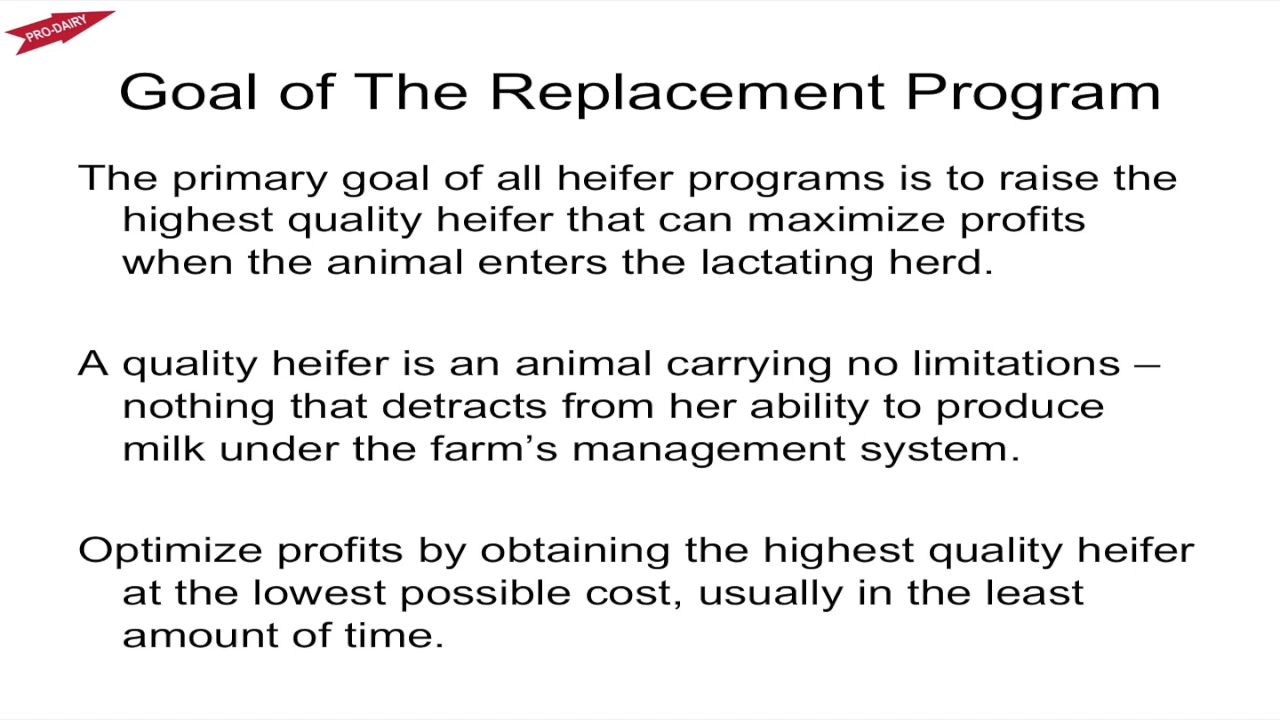 PRO-DAIRY
Goal of The Replacement Program
The primary goal of all heifer programs is to raise the
highest quality heifer that can maximize profits
when the animal enters the lactating herd.
A quality heifer is an animal carrying no limitations –
nothing that detracts from her ability to produce
milk under the farm’s management system.
Optimize profits by obtaining the highest quality heifer
at the lowest possible cost, usually in the least
amount of time.